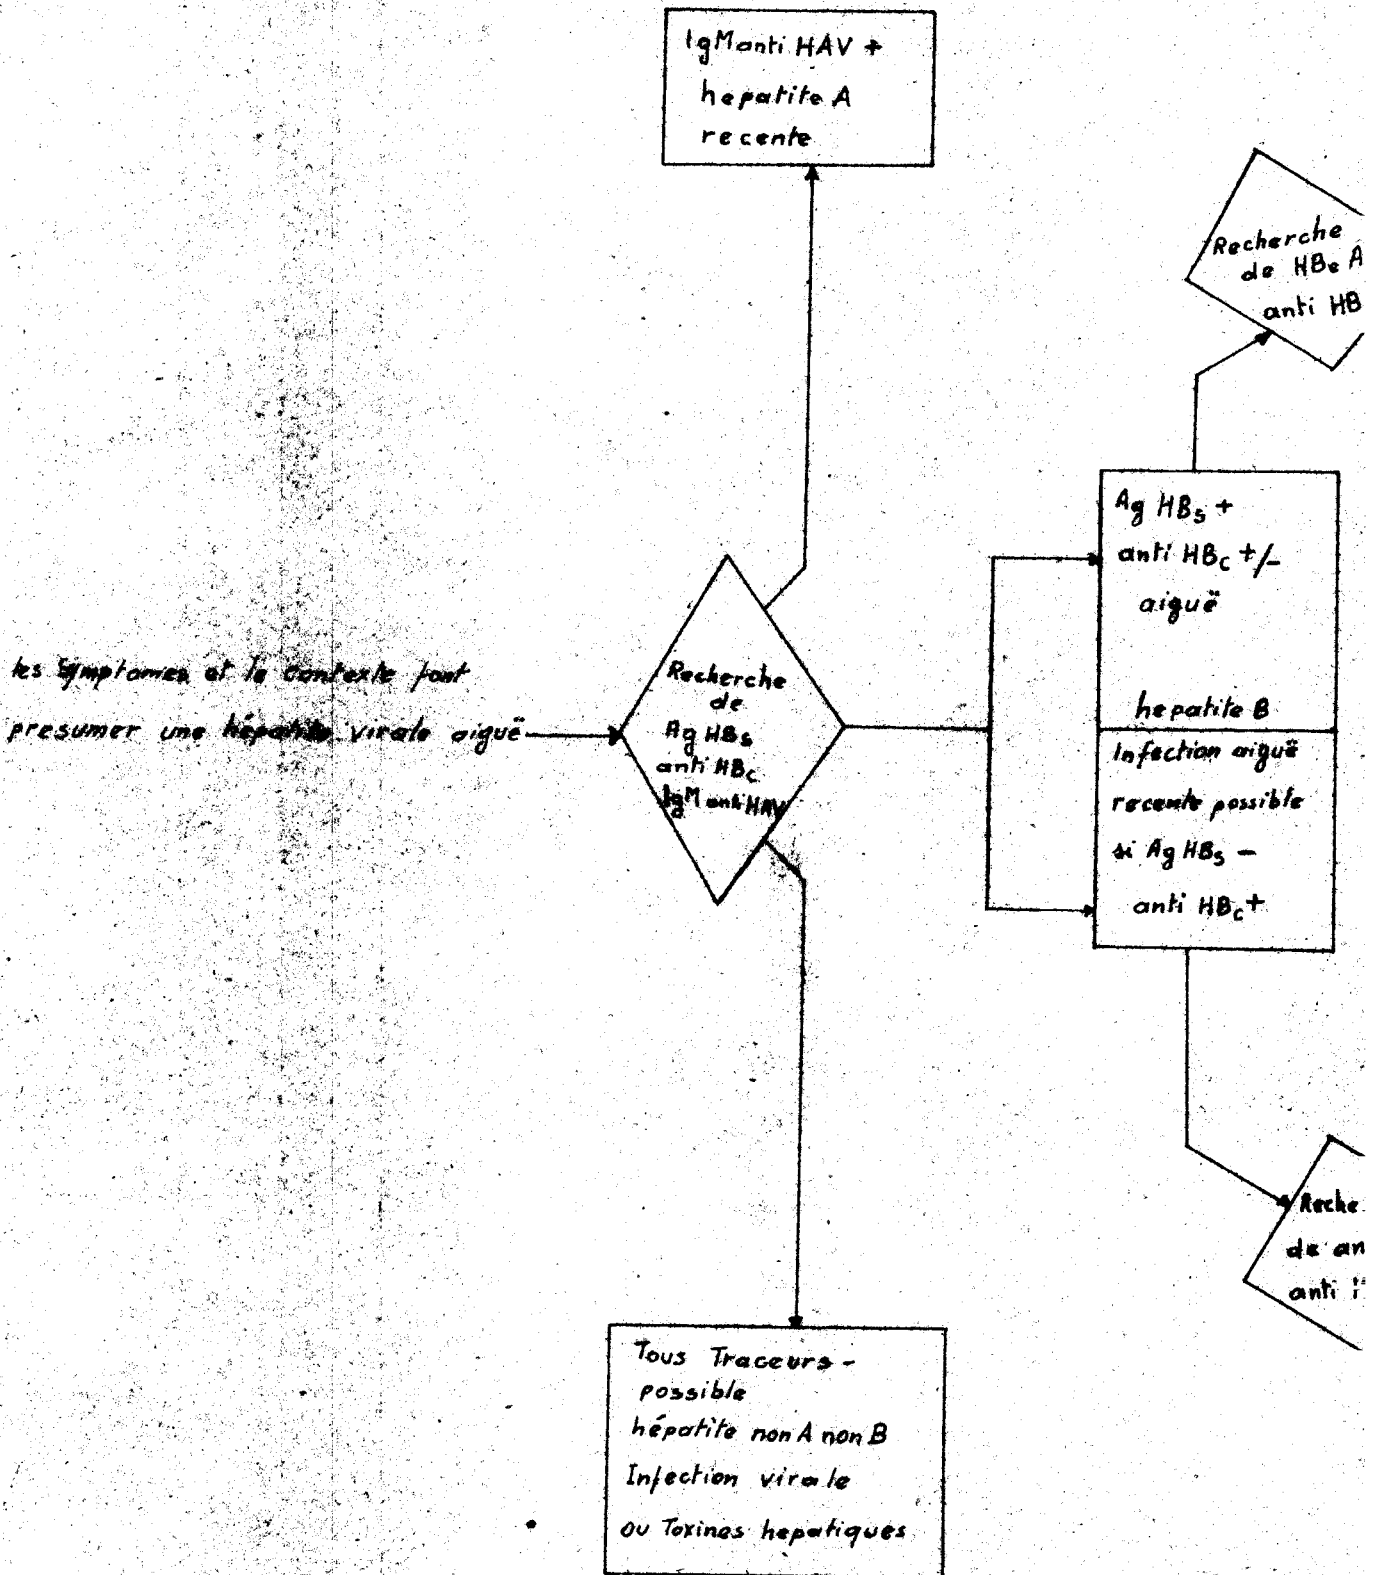 IgM anti HAV +
hepatite A
recente
Recherche
de HBe A
anti HB
Ag HBs +
anti HBc +/-
aiguë
hepatite B
les Symptomes et le contexte font
presumer une hépatite virale aiguë
Recherche
de
Ag HBs
anti HBc
IgM anti HAV
Infection aiguë
recente possible
si Ag HBs -
anti HBc +
Reche
de an
anti
Tous Traceurs -
possible
hépatite non A non B
Infection virale
ou Toxines hepatiques